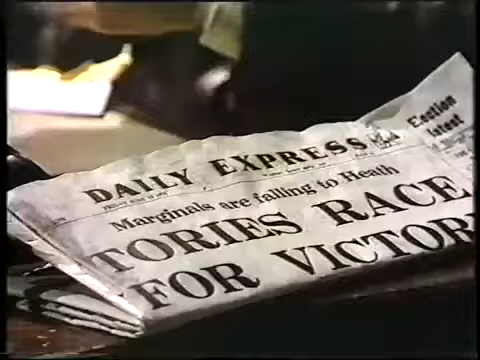 DAILY EXPRESS
Election
latest
Marginals are falling to Heath
TORIES RACE
FOR VICTOR